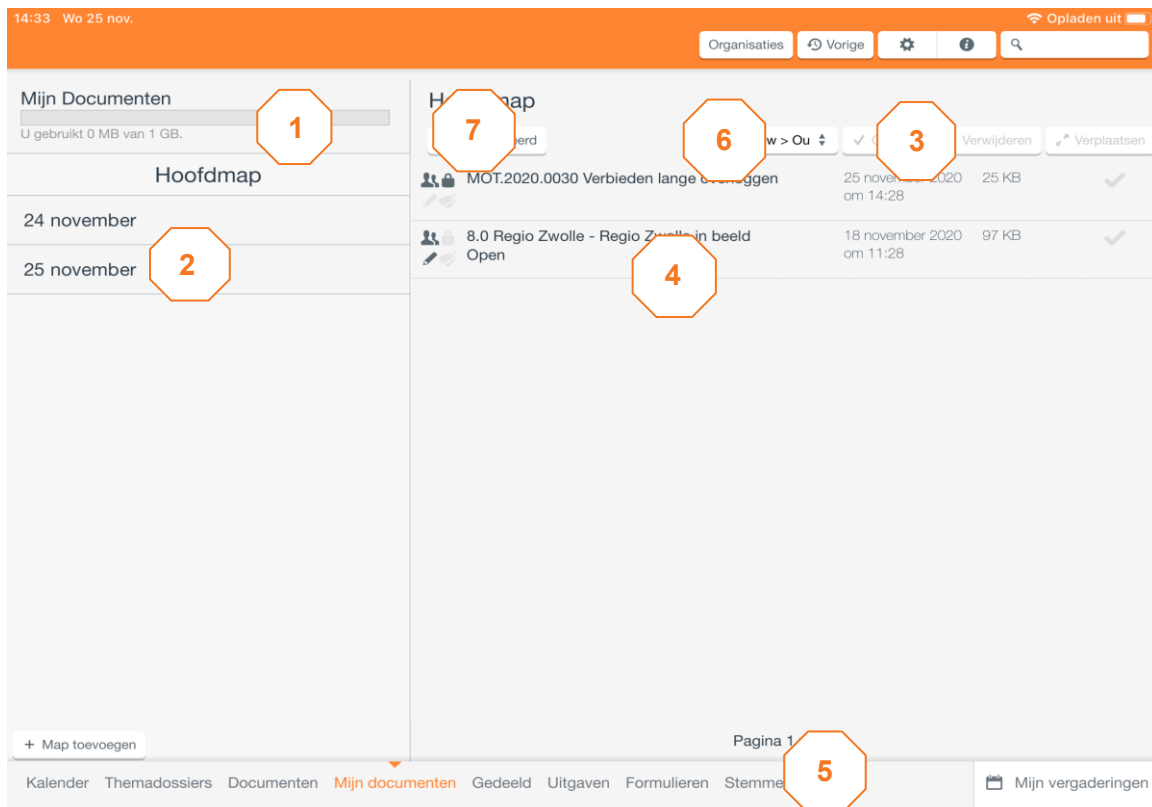 14:33 Wo 25 nov.
Opladen uit
Organisaties
Vorige
Mijn Documenten
U gebruikt 0 MB van 1 GB.
1
Hoofdmap
24 november
25 november
2
7
6
3
Verwijderen
Verplaatsen
MOT.2020.0030 Verbieden lange
25 november 2020
om 14:28
25 KB
8.0 Regio Zwolle - Regio Zwolle in beeld
Open
18 november 2020
om 11:28
97 KB
4
+ Map toevoegen
Pagina 1
5
Kalender Themadossiers Documenten Mijn documenten Gedeeld Uitgaven Formulieren Stemme
Mijn vergaderingen